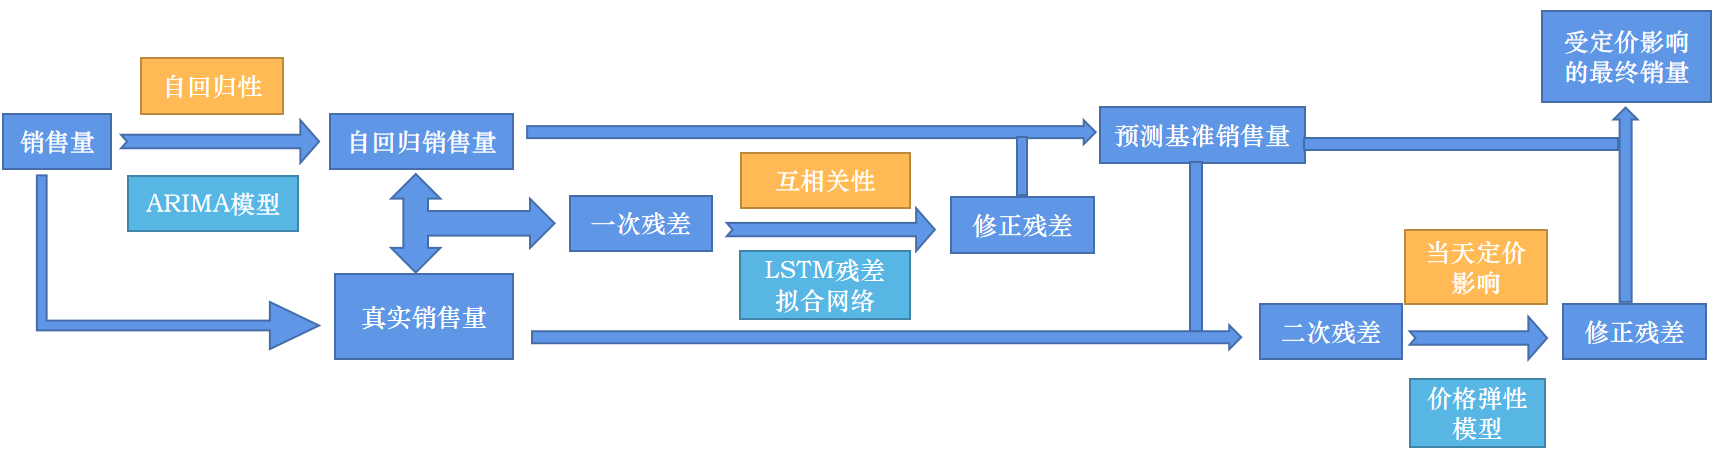 受定价影响
的最终销量
自回归性
销售量
自回归销售量
预测基准销售量
ARIMA模型
互相关性
一次残差
修正残差
LSTM残差
拟合网络
当天定价
影响
真实销售量
二次残差
修正残差
价格弹性
模型